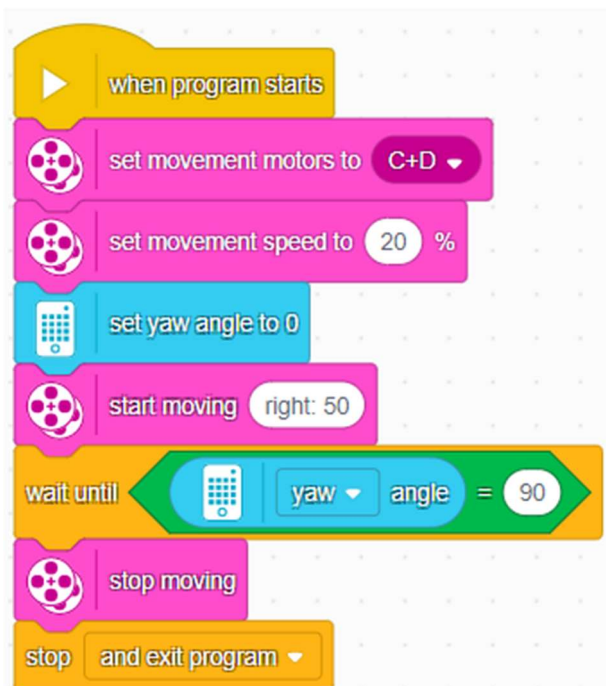 when program starts
set movement motors to C+D
set movement speed to 20 %
set yaw angle to 0
start moving right: 50
wait until yaw angle = 90
stop moving
stop and exit program